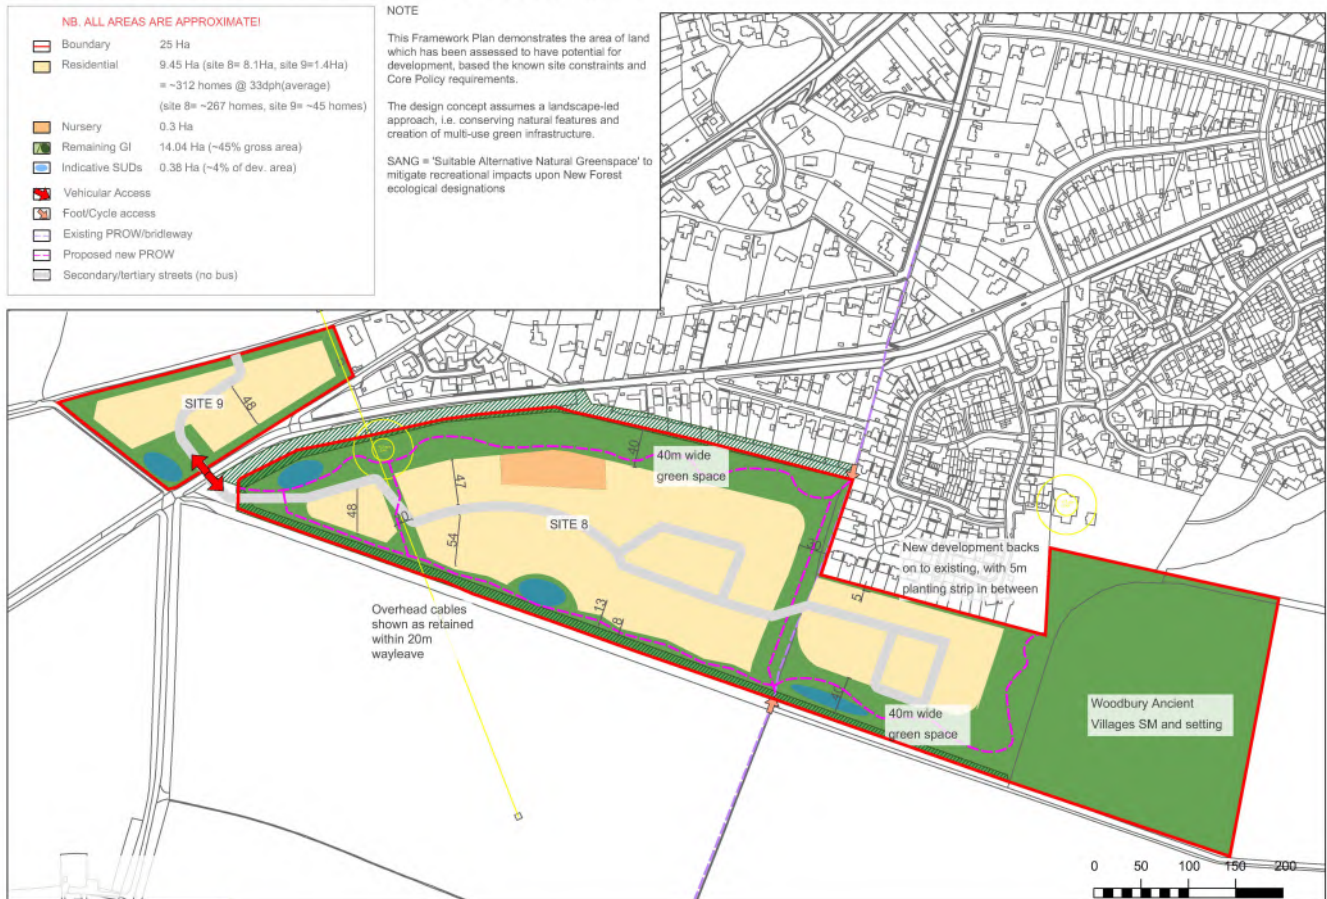 NB. ALL AREAS ARE APPROXIMATE!
Boundary 25 Ha
Residential 9.45 Ha (site 8= 8.1Ha, site 9=1.4Ha)
= ~312 homes @ 33dph(average)
(site 8= ~267 homes, site 9= ~45 homes)
Nursery 0.3 Ha
Remaining GI 14.04 Ha (~45% gross area)
Indicative SUDs 0.38 Ha (~4% of dev. area)
Vehicular Access
Foot/Cycle access
Existing PROW/bridleway
Proposed new PROW
Secondary/tertiary streets (no bus)
NOTE
This Framework Plan demonstrates the area of land
which has been assessed to have potential for
development, based the known site constraints and
Core Policy requirements.
The design concept assumes a landscape-led
approach, i.e. conserving natural features and
creation of multi-use green infrastructure.
SANG = 'Suitable Alternative Natural Greenspace' to
mitigate recreational impacts upon New Forest
ecological designations
SITE 9
48
40
40m wide
green space
47
48
54
SITE 8
New development backs
on to existing, with 5m
planting strip in between
5
13
8
Overhead cables
shown as retained
within 20m
wayleave
40
40m wide
green space
Woodbury Ancient
Villages SM and setting
0 50 100 150 200